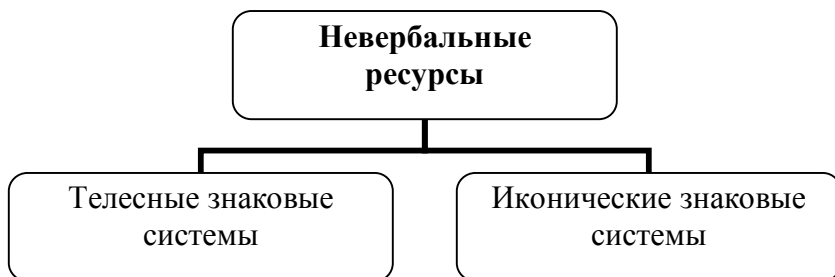 Невербальные
ресурсы
Телесные знаковые
системы
Иконические знаковые
системы